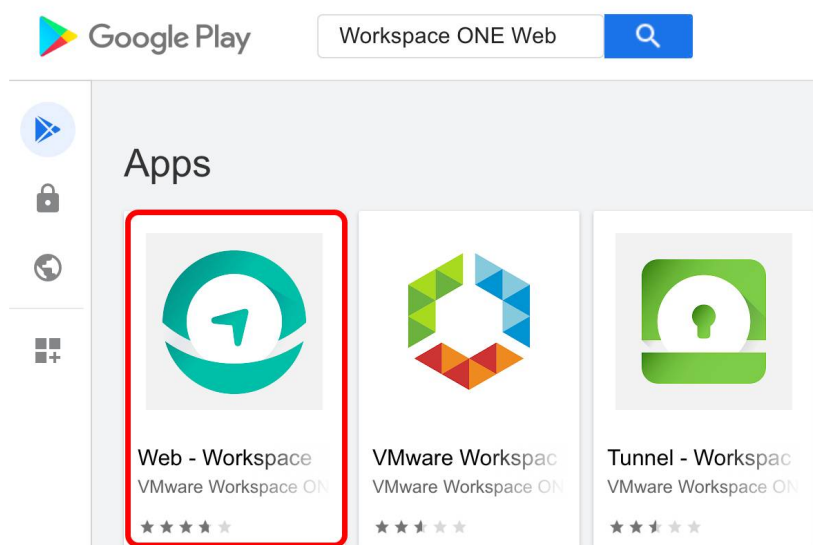 Google Play
Workspace ONE Web
Apps
Web - Workspace
VMware Workspace ON
VMware Workspac
VMware Workspace ON
Tunnel - Workspac
VMware Workspace ON